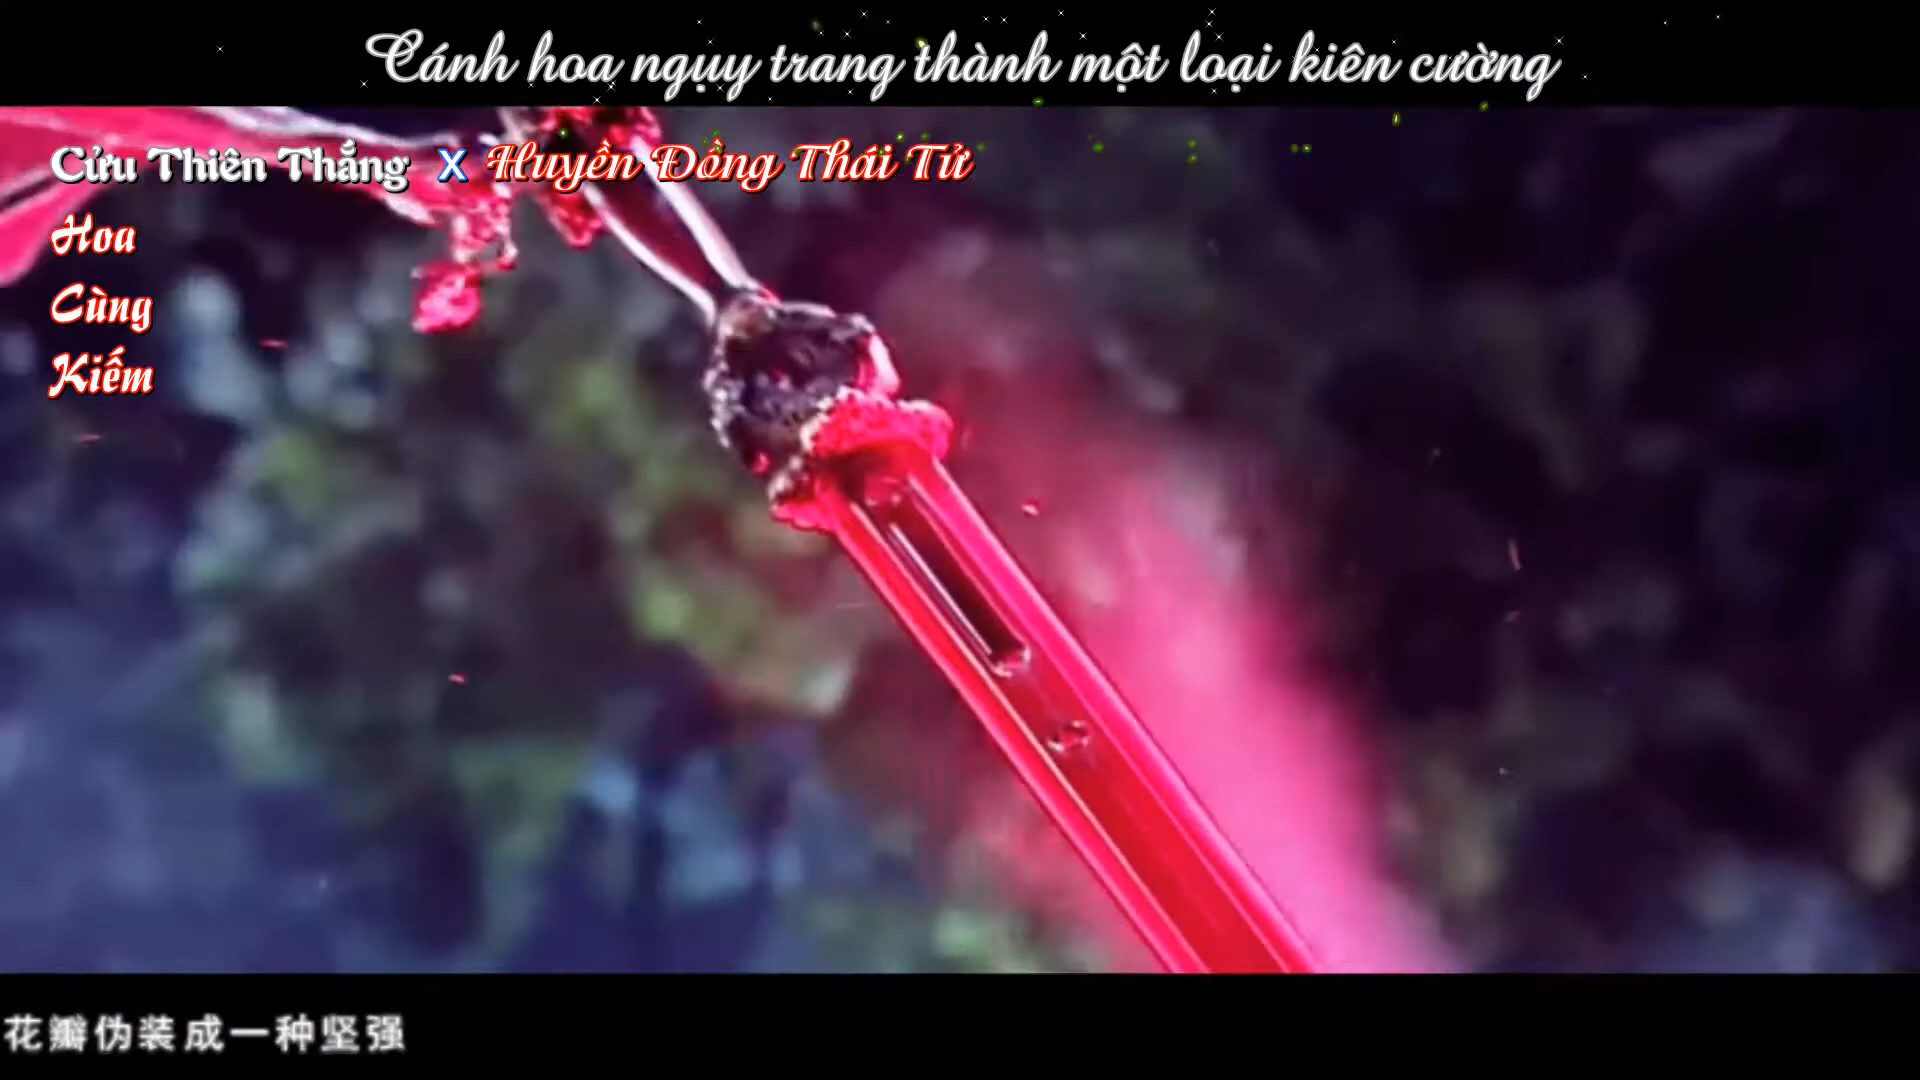 Cánh hoa ngụy trang thành một loại kiên cường
Cửu Thiên Thắng X Huyền Đồng Thái Tử
Hoa
Cùng
Kiếm
花瓣伪装成一种坚强